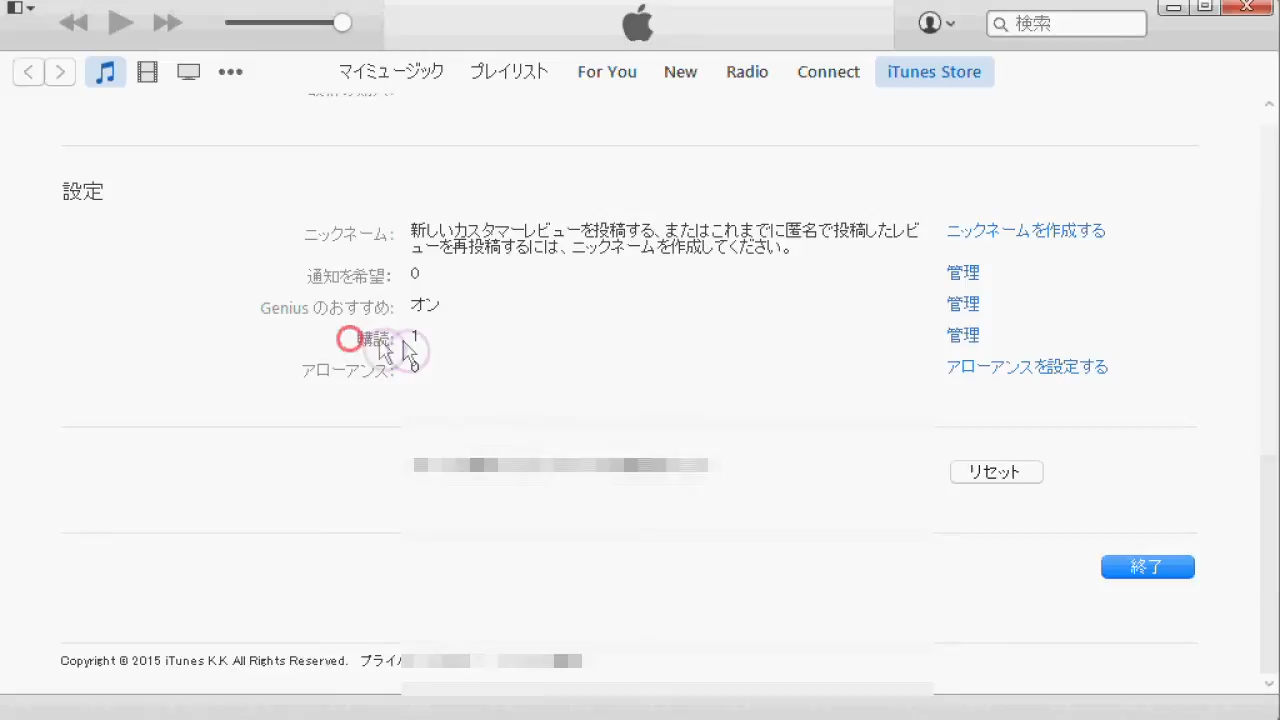 検索
マイミュージック プレイリスト For You New Radio Connect iTunes Store
設定
ニックネーム: 新しいカスタマーレビューを投稿する、またはこれまでに匿名で投稿したレビ
ューを再投稿するには、ニックネームを作成してください。 ニックネームを作成する
通知を希望: 0 管理
Genius のおすすめ: オン 管理
購読: 1 管理
アローアンス: 0 アローアンスを設定する
リセット
終了
Copyright © 2015 iTunes K.K. All Rights Reserved. プライ